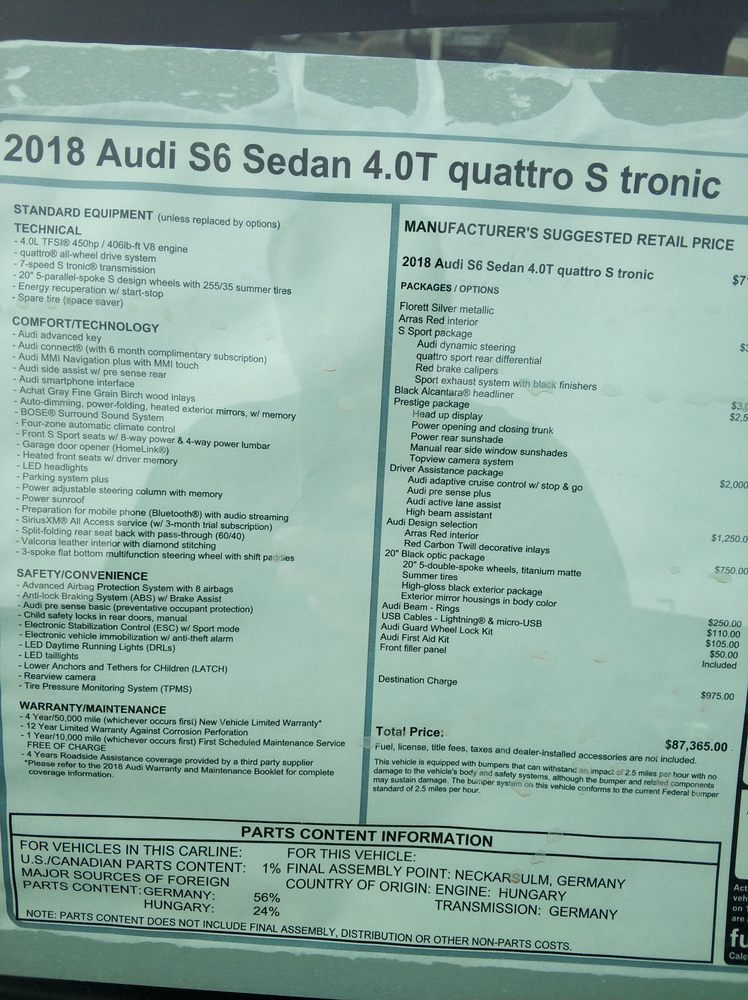 2018 Audi S6 Sedan 4.0T quattro S tronic
STANDARD EQUIPMENT (unless replaced by options)
TECHNICAL
- 4.0L TFSI® 450hp / 406lb-ft V8 engine
- quattro® all-wheel drive system
- 7-speed S tronic® transmission
- 20" 5-parallel-spoke S design wheels with 255/35 summer tires
- Energy recuperation w/ start-stop
- Spare tire (space saver)
COMFORT/TECHNOLOGY
- Audi advanced key
- Audi connect® (with 6 month complimentary subscription)
- Audi MMI Navigation plus with MMI touch
- Audi side assist w/ pre sense rear
- Audi smartphone interface
- Achat Gray Fine Grain Birch wood inlays
- Auto-dimming, power-folding, heated exterior mirrors, w/ memory
- BOSE® Surround Sound System
- Four-zone automatic climate control
- Front S Sport seats w/ 8-way power & 4-way power lumbar
- Garage door opener (HomeLink®)
- Heated front seats w/ driver memory
- LED headlights
- Parking system plus
- Power adjustable steering column with memory
- Power sunroof
- Preparation for mobile phone (Bluetooth®) with audio streaming
- SiriusXM® All Access service (w/ 3-month trial subscription)
- Split-folding rear seat back with pass-through (60/40)
- Valcona leather interior with diamond stitching
- 3-spoke flat bottom multifunction steering wheel with shift paddles
SAFETY/CONVENIENCE
- Advanced Airbag Protection System with 8 airbags
- Anti-lock Braking System (ABS) w/ Brake Assist
- Audi pre sense basic (preventative occupant protection)
- Child safety locks in rear doors, manual
- Electronic Stabilization Control (ESC) w/ Sport mode
- Electronic vehicle immobilization w/ anti-theft alarm
- LED Daytime Running Lights (DRLs)
- LED taillights
- Lower Anchors and Tethers for CHildren (LATCH)
- Rearview camera
- Tire Pressure Monitoring System (TPMS)
WARRANTY/MAINTENANCE
- 4 Year/50,000 mile (whichever occurs first) New Vehicle Limited Warranty*
- 12 Year Limited Warranty Against Corrosion Perforation
- 1 Year/10,000 mile (whichever occurs first) First Scheduled Maintenance Service
FREE OF CHARGE
- 4 Years Roadside Assistance coverage provided by a third party supplier
*Please refer to the 2018 Audi Warranty and Maintenance Booklet for complete
coverage information.
MANUFACTURER'S SUGGESTED RETAIL PRICE
2018 Audi S6 Sedan 4.0T quattro S tronic
PACKAGES / OPTIONS
Florett Silver metallic
Arras Red interior
S Sport package
Audi dynamic steering
quattro sport rear differential
Red brake calipers
Sport exhaust system with black finishers
Black Alcantara® headliner
Prestige package $2,5
Head up display
Power opening and closing trunk
Power rear sunshade
Manual rear side window sunshades
Topview camera system
Driver Assistance package $2,000
Audi adaptive cruise control w/ stop & go
Audi pre sense plus
Audi active lane assist
High beam assistant
Audi Design selection $1,250.0
Arras Red interior
Red Carbon Twill decorative inlays
20" Black optic package $750.00
20" 5-double-spoke wheels, titanium matte
Summer tires
High-gloss black exterior package
Exterior mirror housings in body color
Audi Beam - Rings $250.00
USB Cables - Lightning® & micro-USB $110.00
Audi Guard Wheel Lock Kit $105.00
Audi First Aid Kit $50.00
Front filler panel Included
Destination Charge $975.00
Total Price: $87,365.00
Fuel, license, title fees, taxes and dealer-installed accessories are not included.
This vehicle is equipped with bumpers that can withstand an impact of 2.5 miles per hour with no
damage to the vehicle's body and safety systems, although the bumper and related components
may sustain damage. The bumper system on this vehicle conforms to the current Federal bumper
standard of 2.5 miles per hour.
PARTS CONTENT INFORMATION
FOR VEHICLES IN THIS CARLINE:
U.S./CANADIAN PARTS CONTENT: 1%
MAJOR SOURCES OF FOREIGN
PARTS CONTENT: GERMANY: 56%
HUNGARY: 24%
FOR THIS VEHICLE:
FINAL ASSEMBLY POINT: NECKARSULM, GERMANY
COUNTRY OF ORIGIN: ENGINE: HUNGARY
TRANSMISSION: GERMANY
NOTE: PARTS CONTENT DOES NOT INCLUDE FINAL ASSEMBLY, DISTRIBUTION OR OTHER NON-PARTS COSTS.